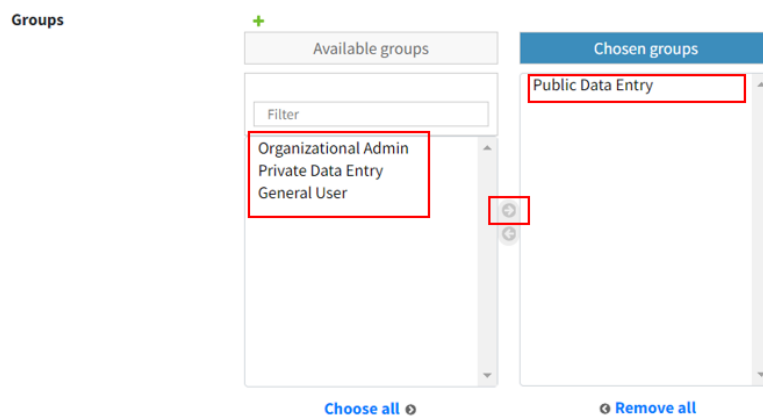 Groups
Available groups
Chosen groups
Public Data Entry
Filter
Organizational Admin
Private Data Entry
General User
Choose all
Remove all